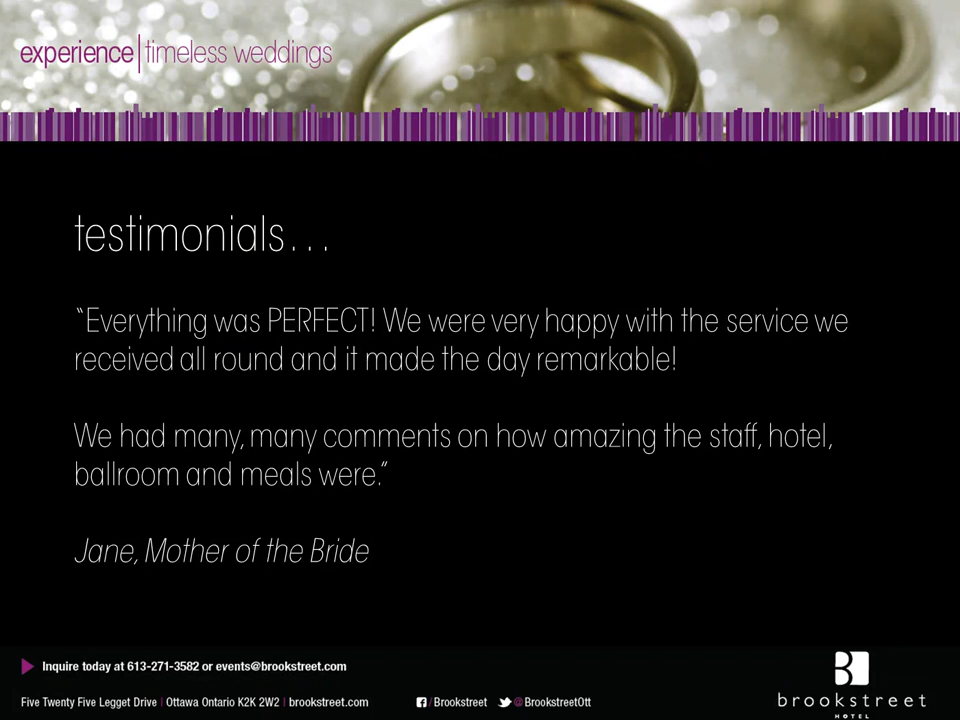 experience|timeless weddings
testimonials...
“Everything was PERFECT! We were very happy with the service we
received all round and it made the day remarkable!
We had many, many comments on how amazing the staff, hotel,
ballroom and meals were.”
Jane, Mother of the Bride
Inquire today at 613-271-3582 or events@brookstreet.com
Five Twenty Five Legget Drive | Ottawa Ontario K2K 2W2 | brookstreet.com
/Brookstreet @BrookstreetOtt
B
brookstreet
HOTEL